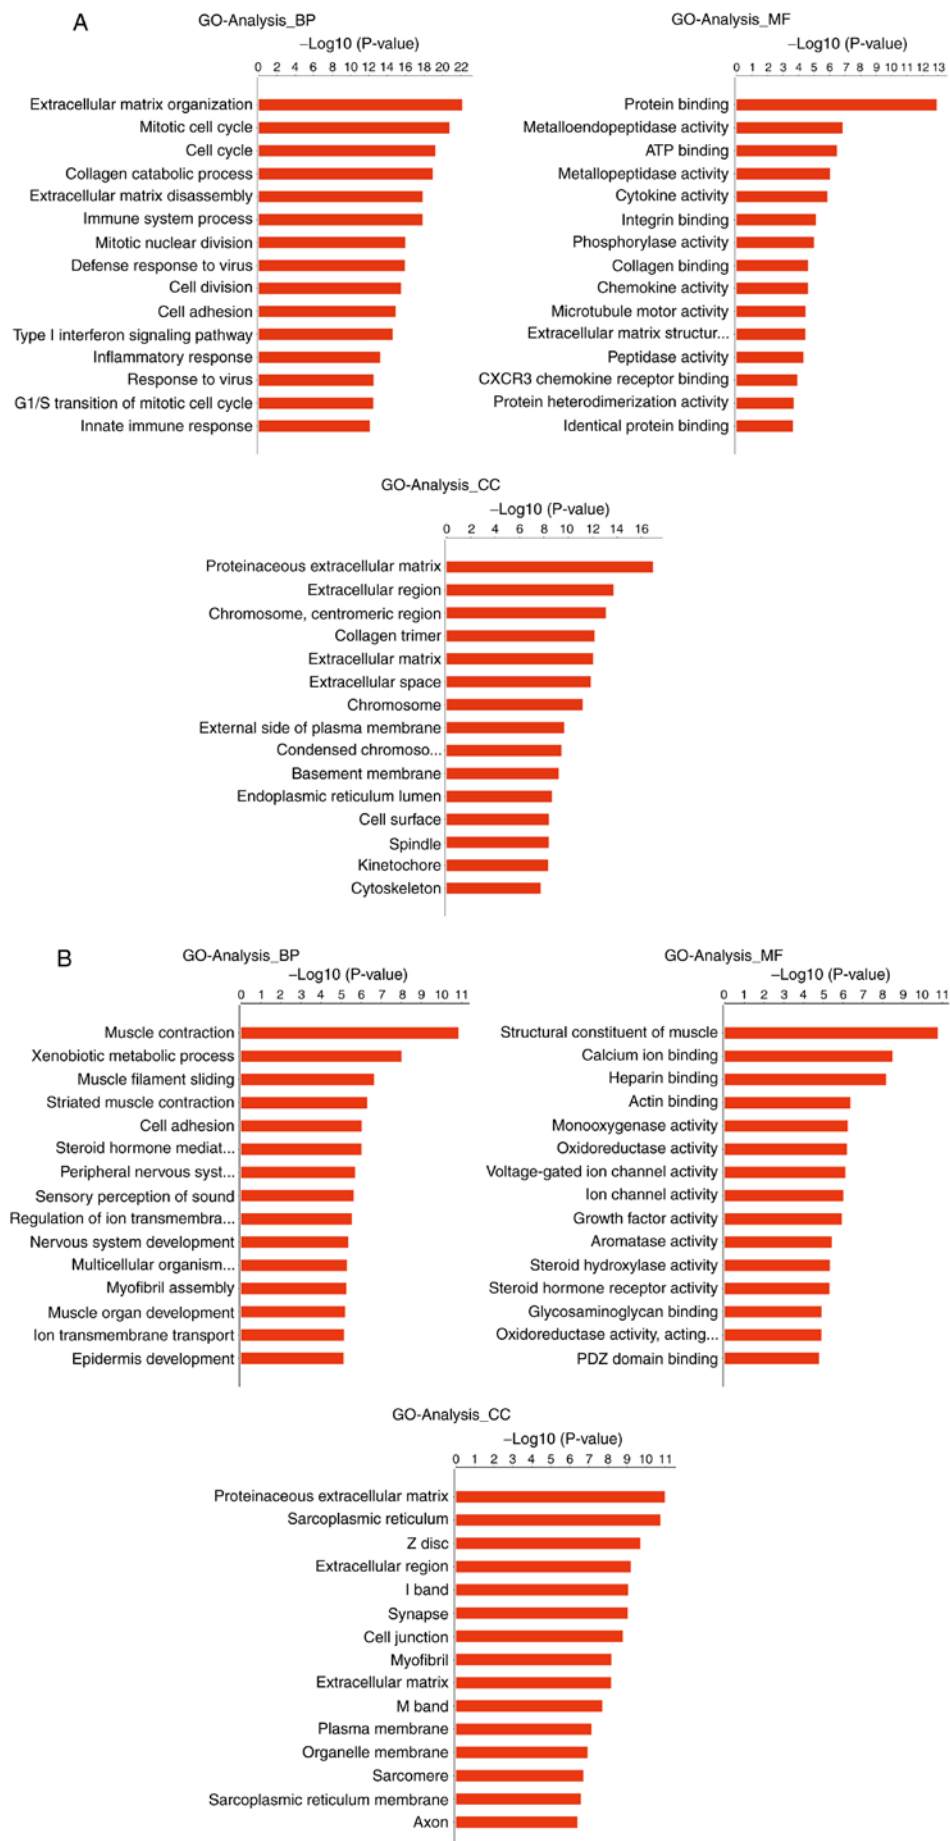 A
GO-Analysis_BP
–Log10 (P-value)
0 2 4 6 8 10 12 14 16 18 20 22
Extracellular matrix organization
Mitotic cell cycle
Cell cycle
Collagen catabolic process
Extracellular matrix disassembly
Immune system process
Mitotic nuclear division
Defense response to virus
Cell division
Cell adhesion
Type I interferon signaling pathway
Inflammatory response
Response to virus
G1/S transition of mitotic cell cycle
Innate immune response
GO-Analysis_MF
–Log10 (P-value)
0 1 2 3 4 5 6 7 8 9 10 11 12 13
Protein binding
Metalloendopeptidase activity
ATP binding
Metallopeptidase activity
Cytokine activity
Integrin binding
Phosphorylase activity
Collagen binding
Chemokine activity
Microtubule motor activity
Extracellular matrix structur...
Peptidase activity
CXCR3 chemokine receptor binding
Protein heterodimerization activity
Identical protein binding
GO-Analysis_CC
–Log10 (P-value)
0 2 4 6 8 10 12 14 16
Proteinaceous extracellular matrix
Extracellular region
Chromosome, centromeric region
Collagen trimer
Extracellular matrix
Extracellular space
Chromosome
External side of plasma membrane
Condensed chromoso...
Basement membrane
Endoplasmic reticulum lumen
Cell surface
Spindle
Kinetochore
Cytoskeleton
B
GO-Analysis_BP
–Log10 (P-value)
0 1 2 3 4 5 6 7 8 9 10 11
Muscle contraction
Xenobiotic metabolic process
Muscle filament sliding
Striated muscle contraction
Cell adhesion
Steroid hormone mediat...
Peripheral nervous syst...
Sensory perception of sound
Regulation of ion transmembra...
Nervous system development
Multicellular organism...
Myofibril assembly
Muscle organ development
Ion transmembrane transport
Epidermis development
GO-Analysis_MF
–Log10 (P-value)
0 1 2 3 4 5 6 7 8 9 10 11
Structural constituent of muscle
Calcium ion binding
Heparin binding
Actin binding
Monooxygenase activity
Oxidoreductase activity
Voltage-gated ion channel activity
Ion channel activity
Growth factor activity
Aromatase activity
Steroid hydroxylase activity
Steroid hormone receptor activity
Glycosaminoglycan binding
Oxidoreductase activity, acting...
PDZ domain binding
GO-Analysis_CC
–Log10 (P-value)
0 1 2 3 4 5 6 7 8 9 10 11
Proteinaceous extracellular matrix
Sarcoplasmic reticulum
Z disc
Extracellular region
I band
Synapse
Cell junction
Myofibril
Extracellular matrix
M band
Plasma membrane
Organelle membrane
Sarcomere
Sarcoplasmic reticulum membrane
Axon